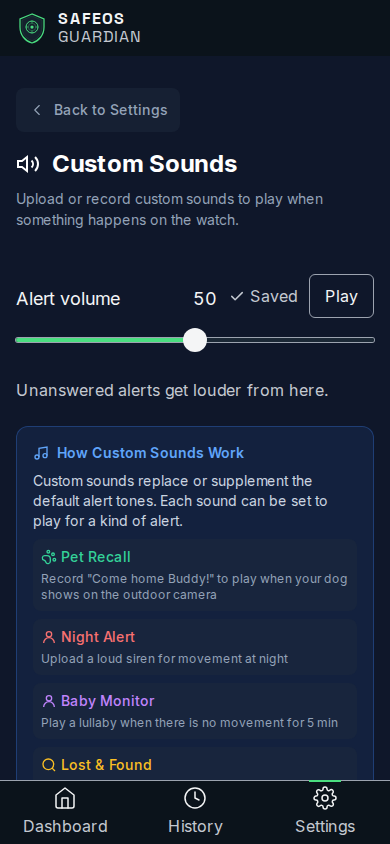 SAFEOS
GUARDIAN
Back to Settings
Custom Sounds
Upload or record custom sounds to play when
something happens on the watch.
Alert volume
50
Saved
Play
Unanswered alerts get louder from here.
How Custom Sounds Work
Custom sounds replace or supplement the
default alert tones. Each sound can be set to
play for a kind of alert.
Pet Recall
Record "Come home Buddy!" to play when your dog
shows on the outdoor camera
Night Alert
Upload a loud siren for movement at night
Baby Monitor
Play a lullaby when there is no movement for 5 min
Lost & Found
Dashboard
History
Settings